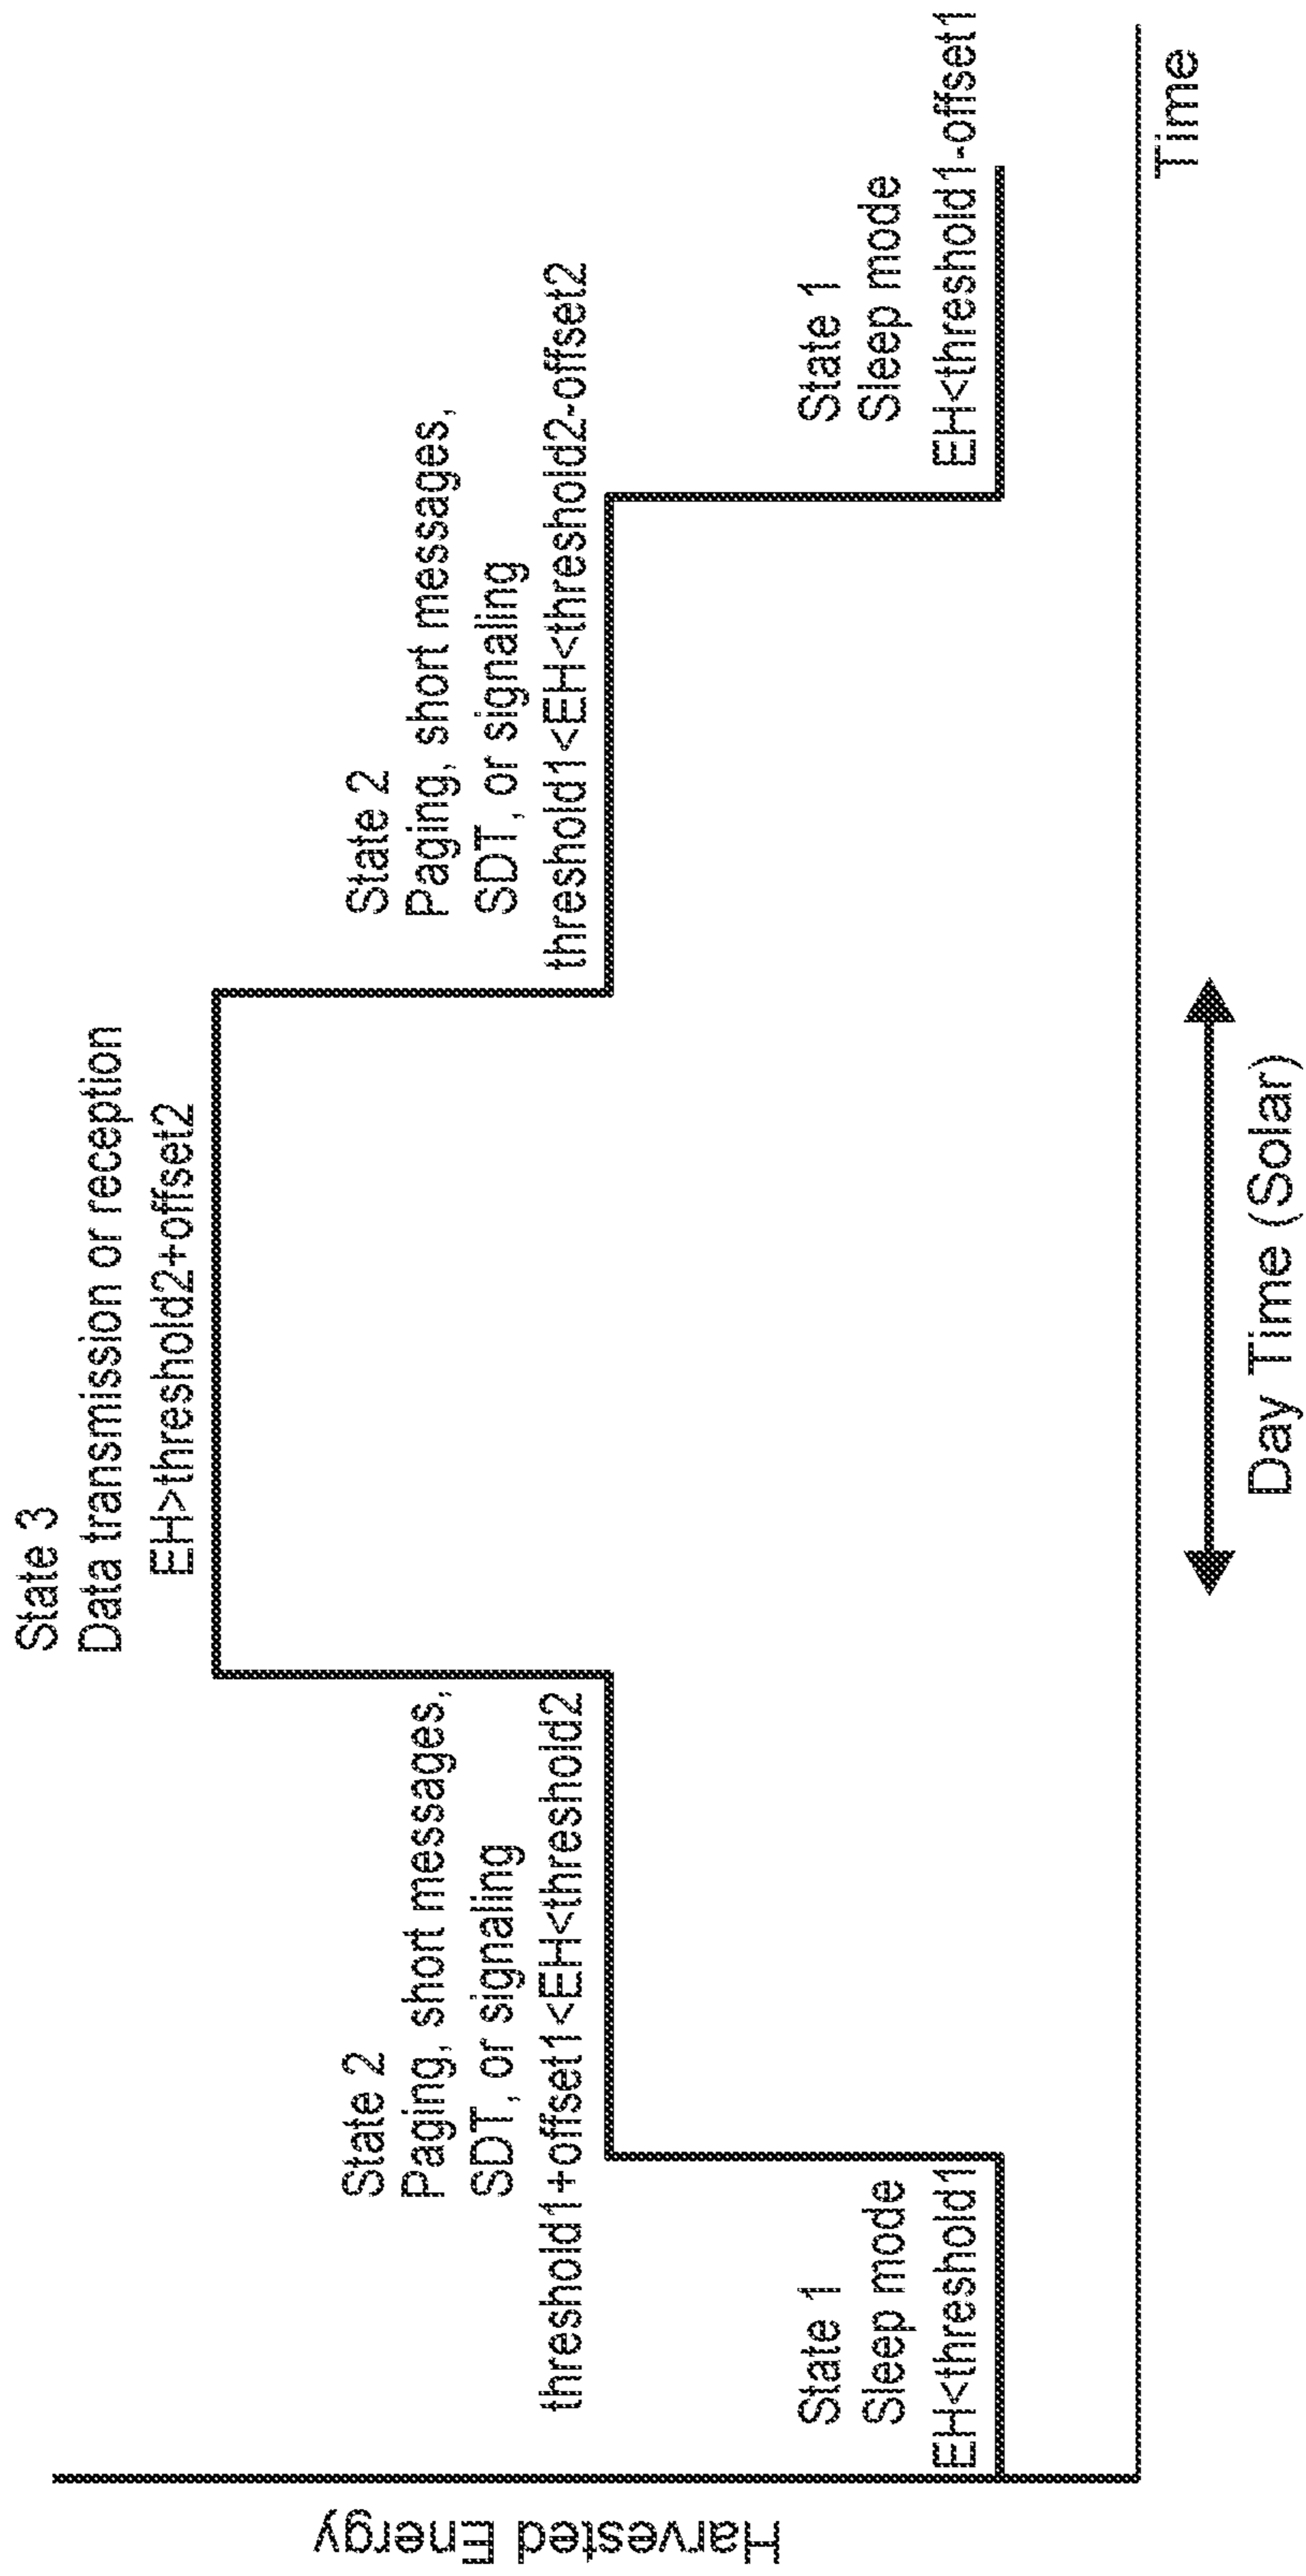 State 3
Data transmission or reception
EH>threshold2+offset2
State 2
Paging, short messages,
SDT, or signaling
threshold1+offset1<EH<threshold2
State 2
Paging, short messages,
SDT, or signaling
threshold1<EH<threshold2-offset2
State 1
Sleep mode
EH<threshold1
State 1
Sleep mode
EH<threshold1-offset1
Harvested Energy
Time
Day Time (Solar)